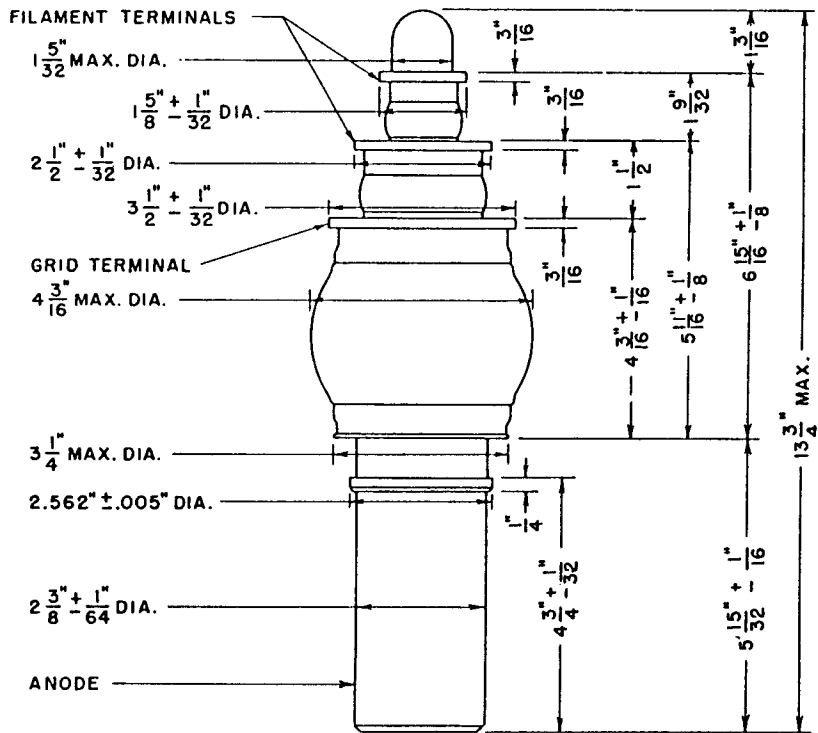 FILAMENT TERMINALS
1 5/32" MAX. DIA.
1 5/8" ± 1/32" DIA.
2 1/2" ± 1/32" DIA.
3 1/2" ± 1/32" DIA.
GRID TERMINAL
4 3/16" MAX. DIA.
3 1/4" MAX. DIA.
2.562" ±.005" DIA.
2 3/8" ± 1/64" DIA.
ANODE
3/16"
3/16"
3/16"
1/4"
4 3/4" ± 1/32"
1 1/2"
4 3/16" ± 1/16"
1 9/32"
5 11/16" ± 1/8"
1 3/16"
6 15/16" ± 1/8"
5 15/32" ± 1/16"
13 3/4" MAX.